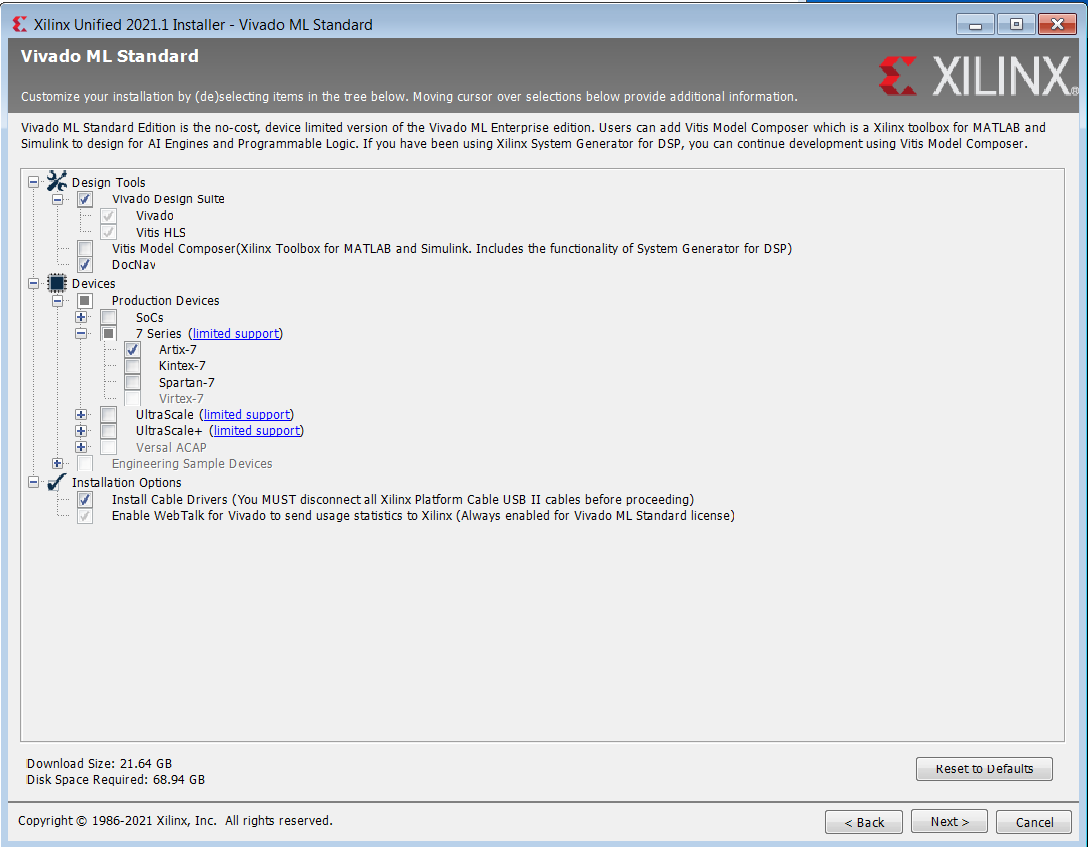 Xilinx Unified 2021.1 Installer - Vivado ML Standard
Vivado ML Standard
XILINX®
Customize your installation by (de)selecting items in the tree below. Moving cursor over selections below provide additional information.
Vivado ML Standard Edition is the no-cost, device limited version of the Vivado ML Enterprise edition. Users can add Vitis Model Composer which is a Xilinx toolbox for MATLAB and
Simulink to design for AI Engines and Programmable Logic. If you have been using Xilinx System Generator for DSP, you can continue development using Vitis Model Composer.
Design Tools
Vivado Design Suite
Vivado
Vitis HLS
Vitis Model Composer(Xilinx Toolbox for MATLAB and Simulink. Includes the functionality of System Generator for DSP)
DocNav
Devices
Production Devices
SoCs
7 Series (limited support)
Artix-7
Kintex-7
Spartan-7
Virtex-7
UltraScale (limited support)
UltraScale+ (limited support)
Versal ACAP
Engineering Sample Devices
Installation Options
Install Cable Drivers (You MUST disconnect all Xilinx Platform Cable USB II cables before proceeding)
Enable WebTalk for Vivado to send usage statistics to Xilinx (Always enabled for Vivado ML Standard license)
Download Size: 21.64 GB
Disk Space Required: 68.94 GB
Reset to Defaults
Copyright © 1986-2021 Xilinx, Inc. All rights reserved.
< Back
Next >
Cancel